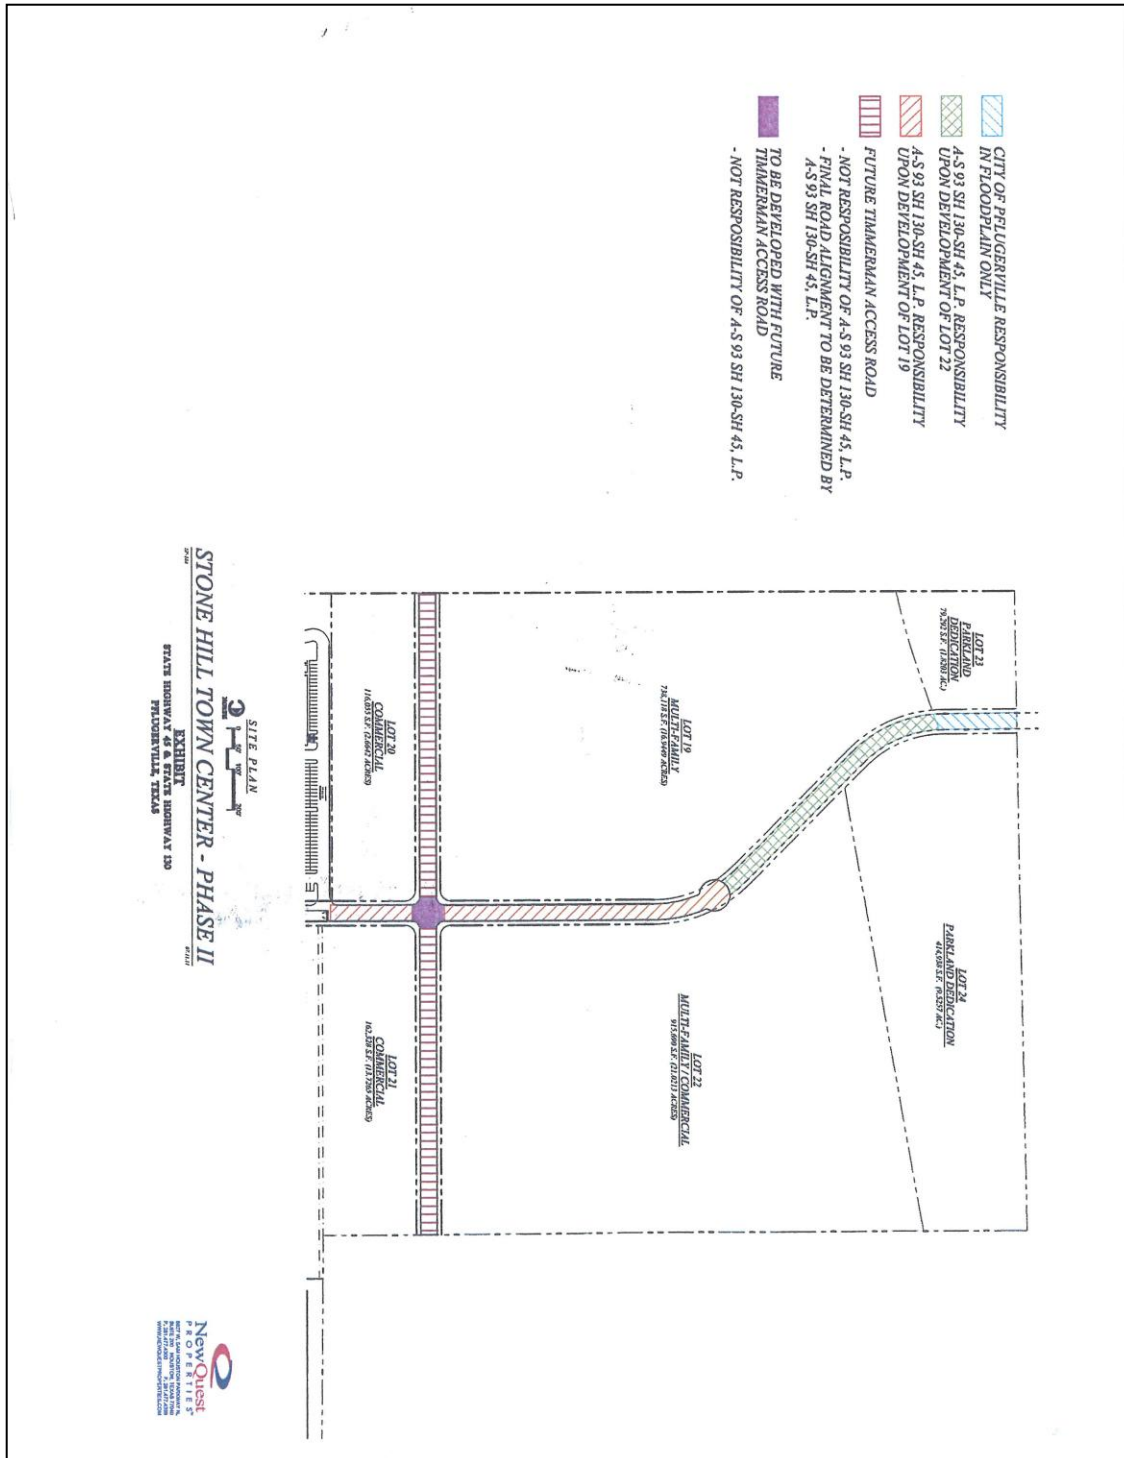 CITY OF PFLUGERVILLE RESPONSIBILITY
IN FLOODPLAIN ONLY
A-S 93 SH 130-SH 45, L.P. RESPONSIBILITY
UPON DEVELOPMENT OF LOT 22
A-S 93 SH 130-SH 45, L.P. RESPONSIBILITY
UPON DEVELOPMENT OF LOT 19
FUTURE TIMMERMAN ACCESS ROAD
- NOT RESPOSIBILITY OF A-S 93 SH 130-SH 45, L.P.
- FINAL ROAD ALIGNMENT TO BE DETERMINED BY
A-S 93 SH 130-SH 45, L.P.
TO BE DEVELOPED WITH FUTURE
TIMMERMAN ACCESS ROAD
- NOT RESPOSIBILITY OF A-S 93 SH 130-SH 45, L.P.
LOT 23
PARKLAND
DEDICATION
79,292 S.F. (1.8203 AC.)
LOT 24
PARKLAND DEDICATION
LOT 19
MULTI-FAMILY
LOT 22
MULTI-FAMILY / COMMERCIAL
LOT 20
COMMERCIAL
LOT 21
COMMERCIAL
SITE PLAN
STONE HILL TOWN CENTER - PHASE II
EXHIBIT
STATE HIGHWAY 45 & STATE HIGHWAY 130
PFLUGERVILLE, TEXAS
NewQuest
PROPERTIES